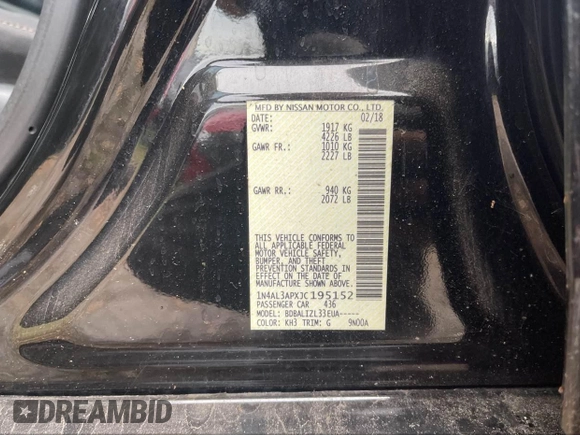 MFD BY NISSAN MOTOR CO., LTD.
DATE: 02/18
GVWR: 1917 KG
4226 LB
GAWR FR.: 1010 KG
2227 LB
GAWR RR.: 940 KG
2072 LB
THIS VEHICLE CONFORMS TO
ALL APPLICABLE FEDERAL
MOTOR VEHICLE SAFETY,
BUMPER, AND THEFT
PREVENTION STANDARDS IN
EFFECT ON THE DATE OF
MANUFACTURE SHOWN ABOVE.
1N4AL3APXJC195152
PASSENGER CAR 436
MODEL: BDBALIZL33EUA-----
COLOR: KH3 TRIM: G 9N00A
DREAMBID